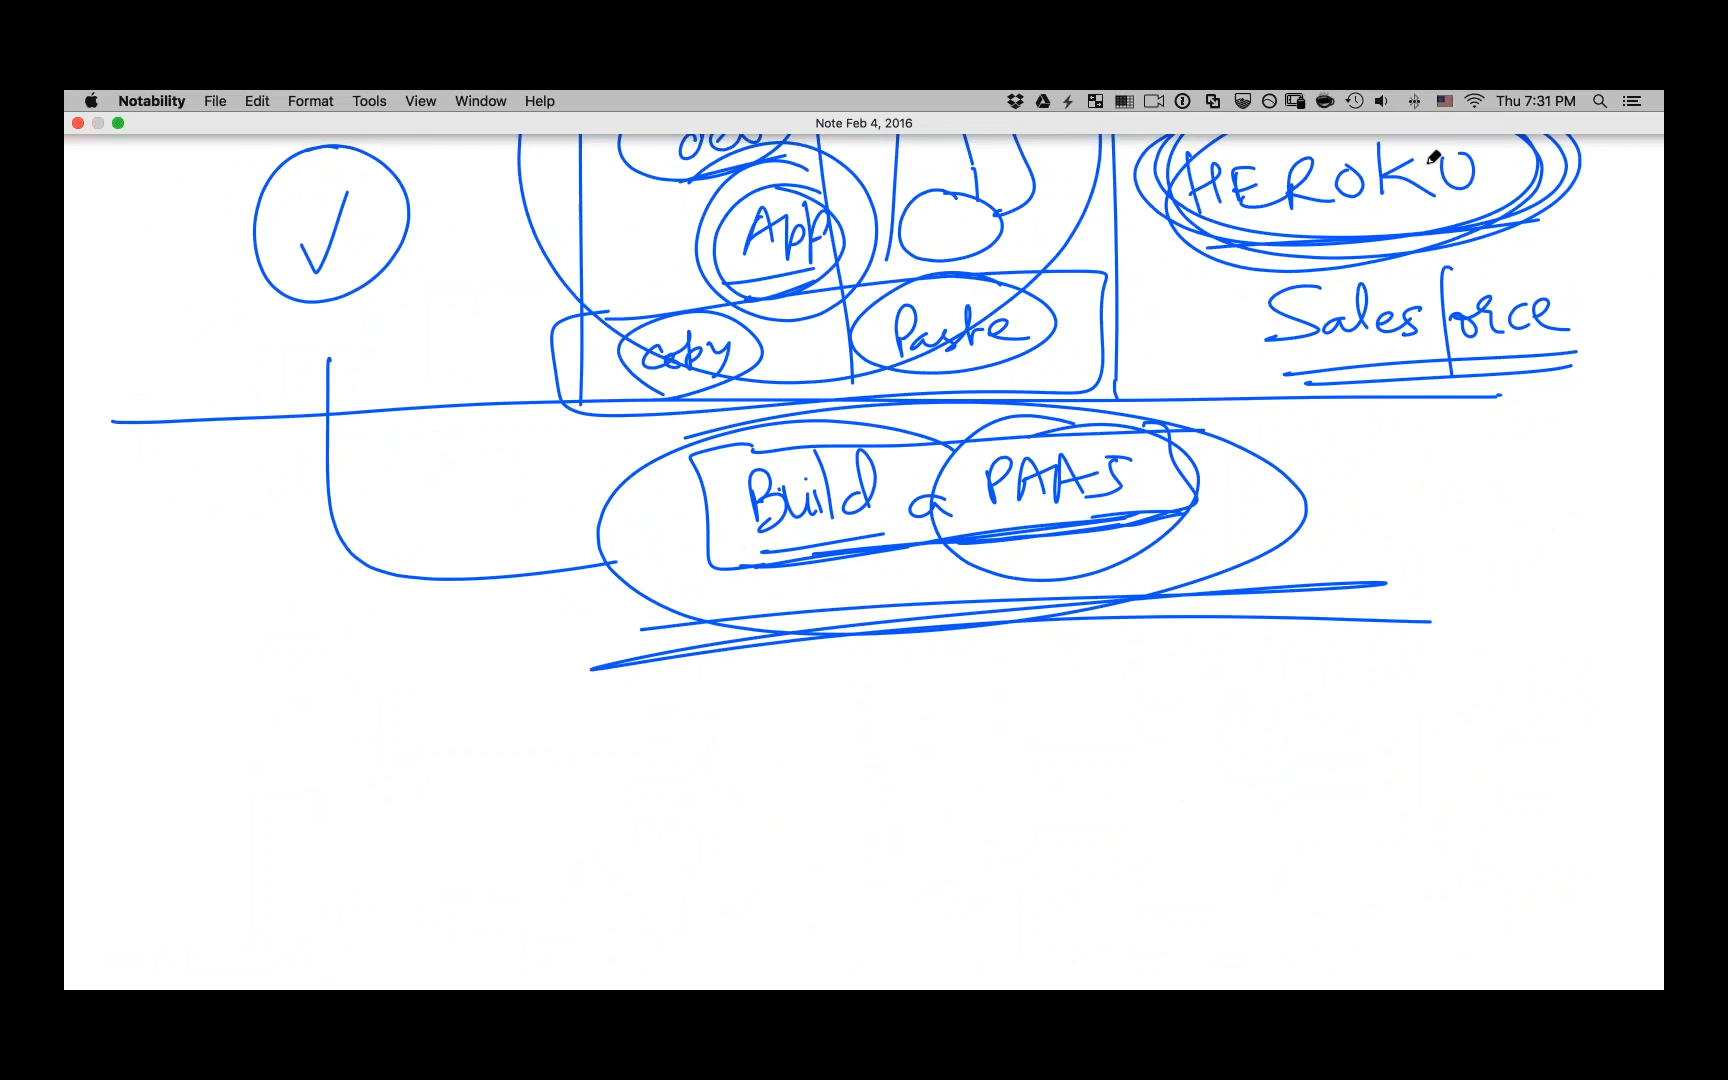 Notability File Edit Format Tools View Window Help Thu 7:31 PM
Note Feb 4, 2016
dev
App
HEROKU
Salesforce
copy
Paste
Build a PAAS